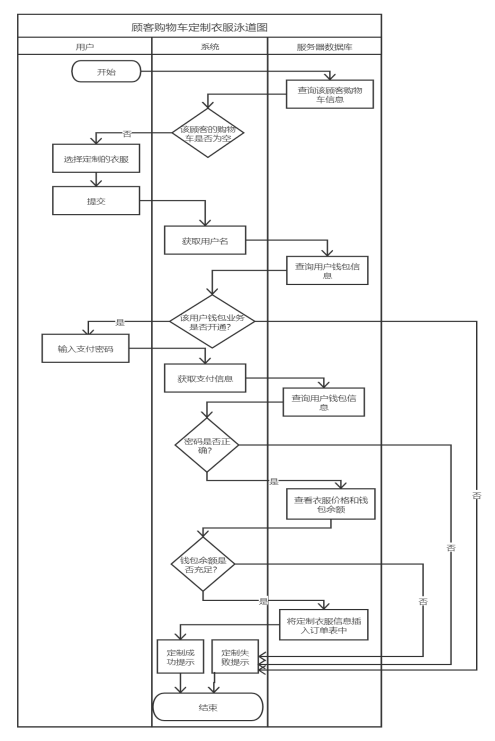 顾客购物车定制衣服泳道图
用户
系统
服务器数据库
开始
查询该顾客购物
车信息
该顾客的购物
车是否为空
否
选择定制的衣服
提交
获取用户名
查询用户钱包信
息
该用户钱包业务
是否开通?
是
输入支付密码
获取支付信息
查询用户钱包信
息
密码是否正
确?
是
查看衣服价格和钱
包余额
否
否
钱包余额是
否充足?
是
否
将定制衣服信息插
入订单表中
定制成
功提示
定制失
败提示
结束